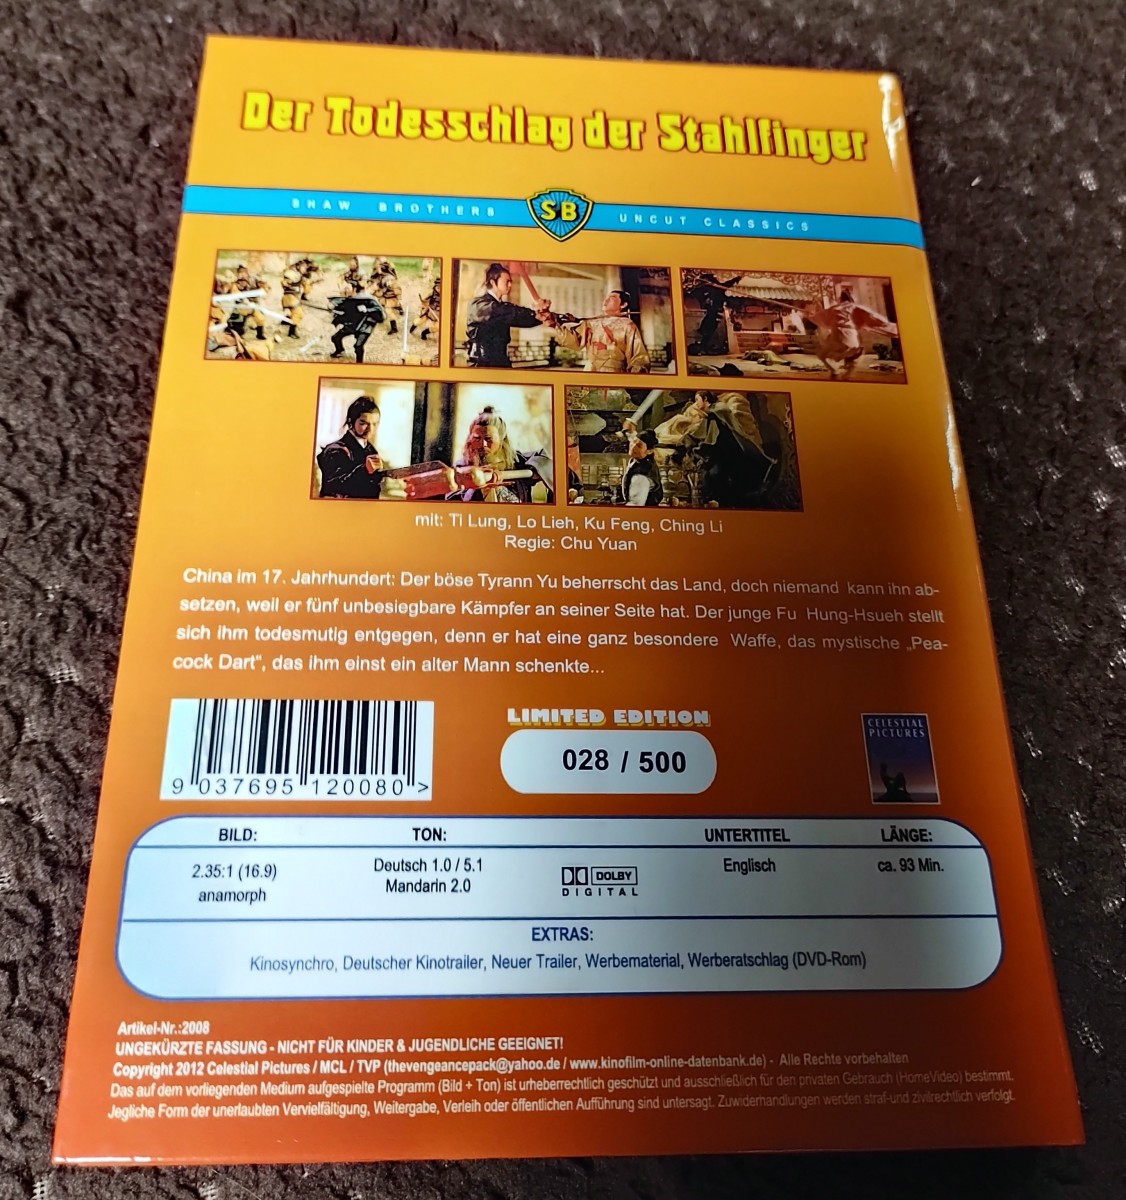 Der Todesschlag der Stahlfinger
SHAW BROTHERS SB UNCUT CLASSICS
mit: Ti Lung, Lo Lieh, Ku Feng, Ching Li
Regie: Chu Yuan
China im 17. Jahrhundert: Der böse Tyrann Yu beherrscht das Land, doch niemand kann ihn ab-
setzen, weil er fünf unbesiegbare Kämpfer an seiner Seite hat. Der junge Fu Hung-Hsueh stellt
sich ihm todesmutig entgegen, denn er hat eine ganz besondere Waffe, das mystische „Pea-
cock Dart“, das ihm einst ein alter Mann schenkte...
LIMITED EDITION
028 / 500
CELESTIAL
PICTURES
9 037695 120080 >
BILD: TON: UNTERTITEL LÄNGE:
2.35:1 (16.9) Deutsch 1.0 / 5.1 DOLBY Englisch ca. 93 Min.
anamorph Mandarin 2.0 DIGITAL
EXTRAS:
Kinosynchro, Deutscher Kinotrailer, Neuer Trailer, Werbematerial, Werberatschlag (DVD-Rom)
Artikel-Nr.:2008
UNGEKÜRZTE FASSUNG - NICHT FÜR KINDER & JUGENDLICHE GEEIGNET!
Copyright 2012 Celestial Pictures / MCL / TVP (thevengeancepack@yahoo.de / www.kinofilm-online-datenbank.de) - Alle Rechte vorbehalten
Das auf dem vorliegenden Medium aufgespielte Programm (Bild + Ton) ist urheberrechtlich geschützt und ausschließlich für den privaten Gebrauch (HomeVideo) bestimmt.
Jegliche Form der unerlaubten Vervielfältigung, Weitergabe, Verleih oder öffentlichen Aufführung sind untersagt. Zuwiderhandlungen werden straf-und zivilrechtlich verfolgt.